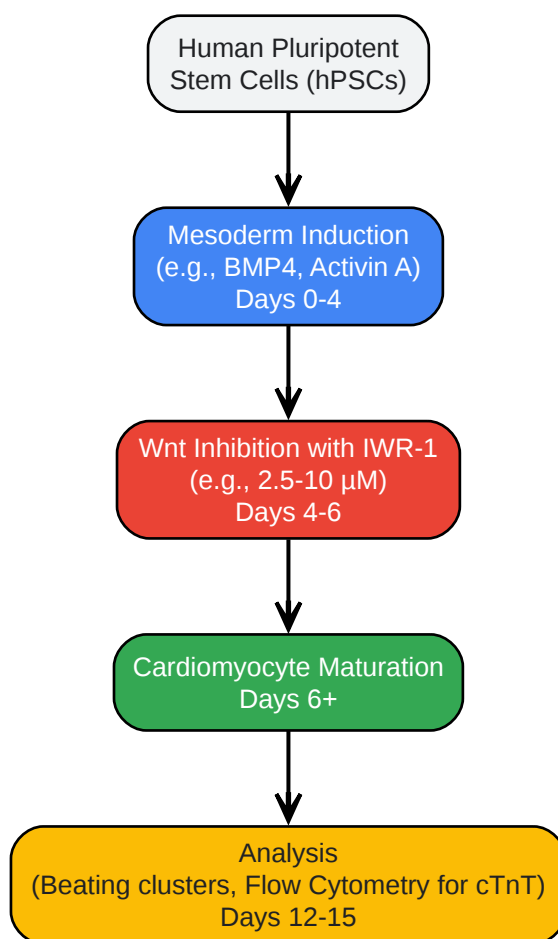 Human Pluripotent
Stem Cells (hPSCs)
Mesoderm Induction
(e.g., BMP4, Activin A)
Days 0-4
Wnt Inhibition with IWR-1
(e.g., 2.5-10 µM)
Days 4-6
Cardiomyocyte Maturation
Days 6+
Analysis
(Beating clusters, Flow Cytometry for cTnT)
Days 12-15